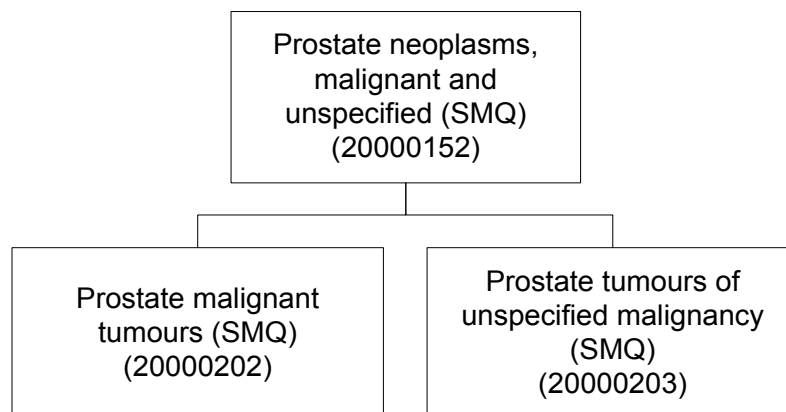 Prostate neoplasms,
malignant and
unspecified (SMQ)
(20000152)
Prostate malignant
tumours (SMQ)
(20000202)
Prostate tumours of
unspecified malignancy
(SMQ)
(20000203)